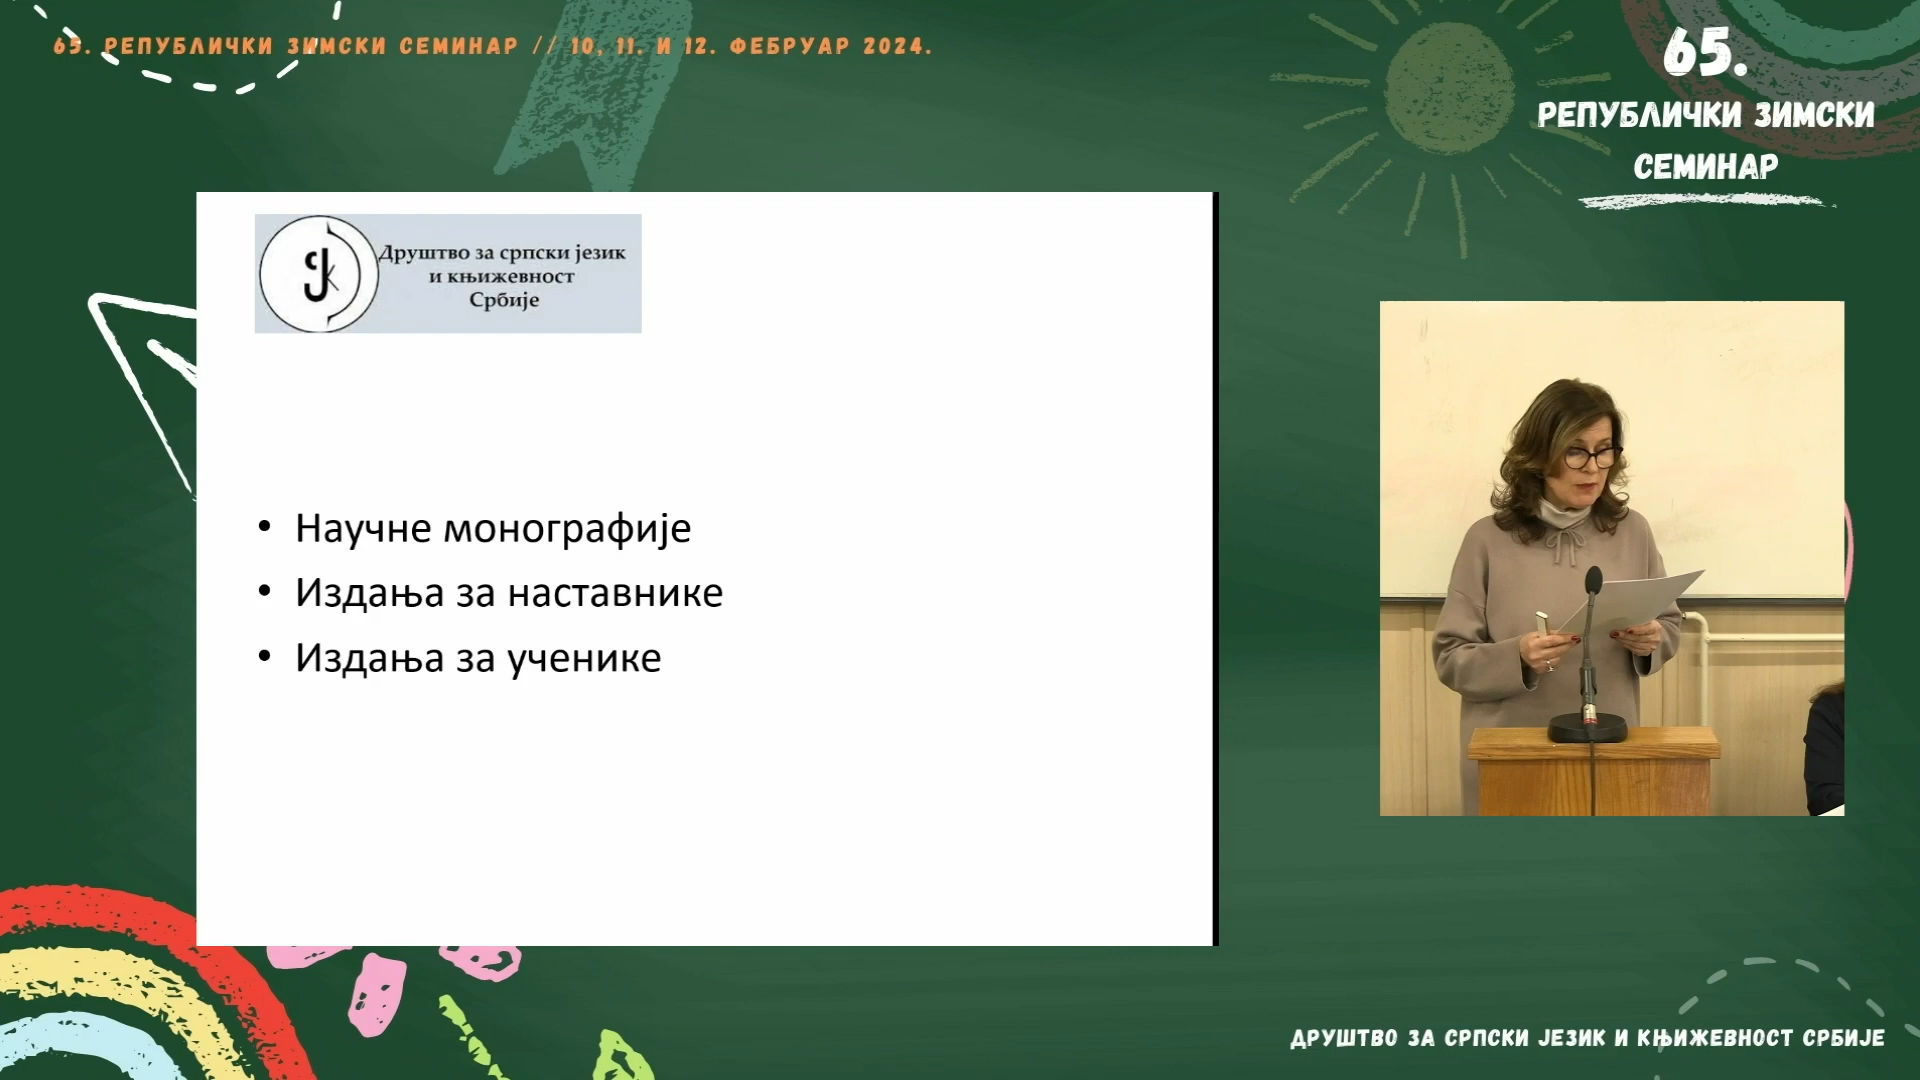 65. РЕПУБЛИЧКИ ЗИМСКИ СЕМИНАР // 10, 11. И 12. ФЕБРУАР 2024.
65.
РЕПУБЛИЧКИ ЗИМСКИ
СЕМИНАР
Друштво за српски језик
и књижевност
Србије
• Научне монографије
• Издања за наставнике
• Издања за ученике
ДРУШТВО ЗА СРПСКИ ЈЕЗИК И КЊИЖЕВНОСТ СРБИЈЕ